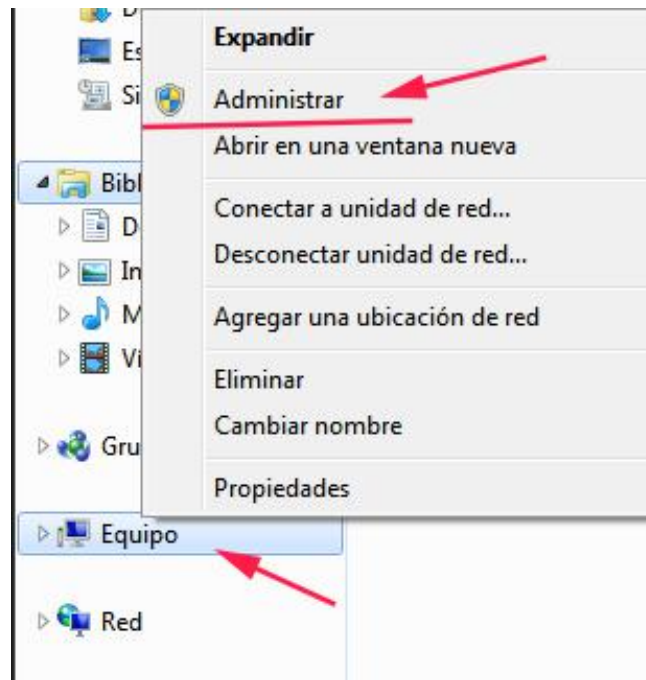 Expandir
Administrar
Abrir en una ventana nueva
Conectar a unidad de red...
Desconectar unidad de red...
Agregar una ubicación de red
Eliminar
Cambiar nombre
Propiedades
Equipo
Red